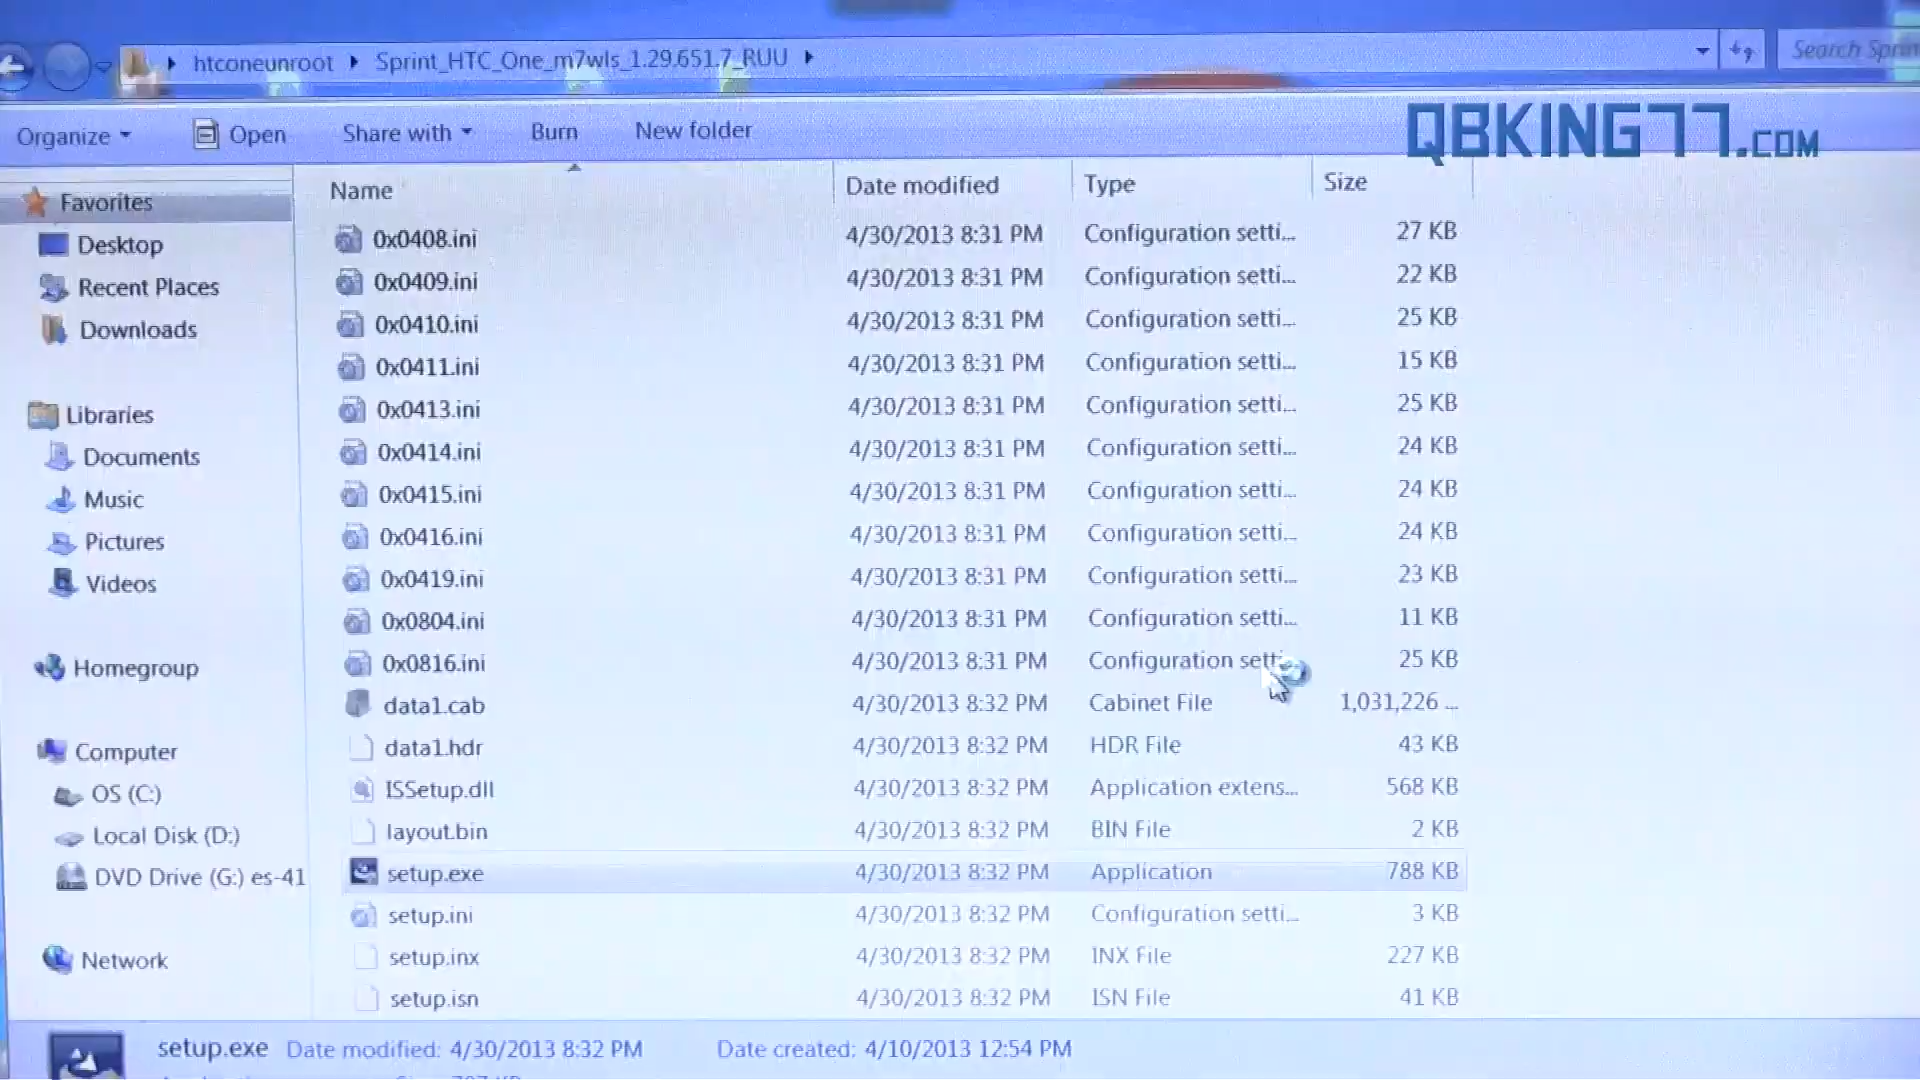 htconeunroot Sprint_HTC_One_m7wls_1.29.651.7_RUU
Organize Open Share with Burn New folder
QBKING77.COM
Name Date modified Type Size
0x0408.ini 4/30/2013 8:31 PM Configuration setti... 27 KB
0x0409.ini 4/30/2013 8:31 PM Configuration setti... 22 KB
0x0410.ini 4/30/2013 8:31 PM Configuration setti... 25 KB
0x0411.ini 4/30/2013 8:31 PM Configuration setti... 15 KB
0x0413.ini 4/30/2013 8:31 PM Configuration setti... 25 KB
0x0414.ini 4/30/2013 8:31 PM Configuration setti... 24 KB
0x0415.ini 4/30/2013 8:31 PM Configuration setti... 24 KB
0x0416.ini 4/30/2013 8:31 PM Configuration setti... 24 KB
0x0419.ini 4/30/2013 8:31 PM Configuration setti... 23 KB
0x0804.ini 4/30/2013 8:31 PM Configuration setti... 11 KB
0x0816.ini 4/30/2013 8:31 PM Configuration setti 25 KB
data1.cab 4/30/2013 8:32 PM Cabinet File 1,031,226 ...
data1.hdr 4/30/2013 8:32 PM HDR File 43 KB
ISSetup.dll 4/30/2013 8:32 PM Application extens... 568 KB
layout.bin 4/30/2013 8:32 PM BIN File 2 KB
setup.exe 4/30/2013 8:32 PM Application 788 KB
setup.ini 4/30/2013 8:32 PM Configuration setti... 3 KB
setup.inx 4/30/2013 8:32 PM INX File 227 KB
setup.isn 4/30/2013 8:32 PM ISN File 41 KB
Favorites
Desktop
Recent Places
Downloads
Libraries
Documents
Music
Pictures
Videos
Homegroup
Computer
OS (C:)
Local Disk (D:)
DVD Drive (G:) es-41
Network
setup.exe Date modified: 4/30/2013 8:32 PM Date created: 4/10/2013 12:54 PM